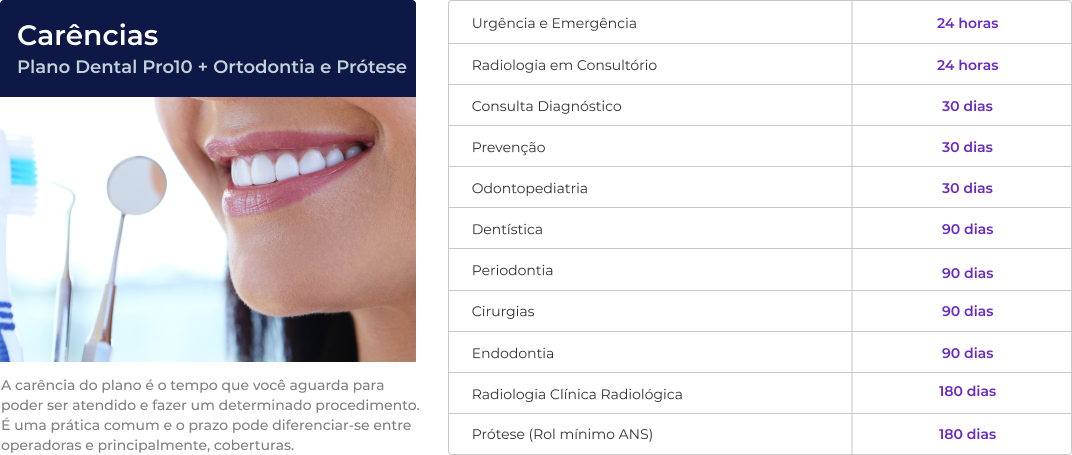 Carências
Plano Dental Pro10 + Ortodontia e Prótese
A carência do plano é o tempo que você aguarda para
poder ser atendido e fazer um determinado procedimento.
É uma prática comum e o prazo pode diferenciar-se entre
operadoras e principalmente, coberturas.
Urgência e Emergência 24 horas
Radiologia em Consultório 24 horas
Consulta Diagnóstico 30 dias
Prevenção 30 dias
Odontopediatria 30 dias
Dentística 90 dias
Periodontia 90 dias
Cirurgias 90 dias
Endodontia 90 dias
Radiologia Clínica Radiológica 180 dias
Prótese (Rol mínimo ANS) 180 dias